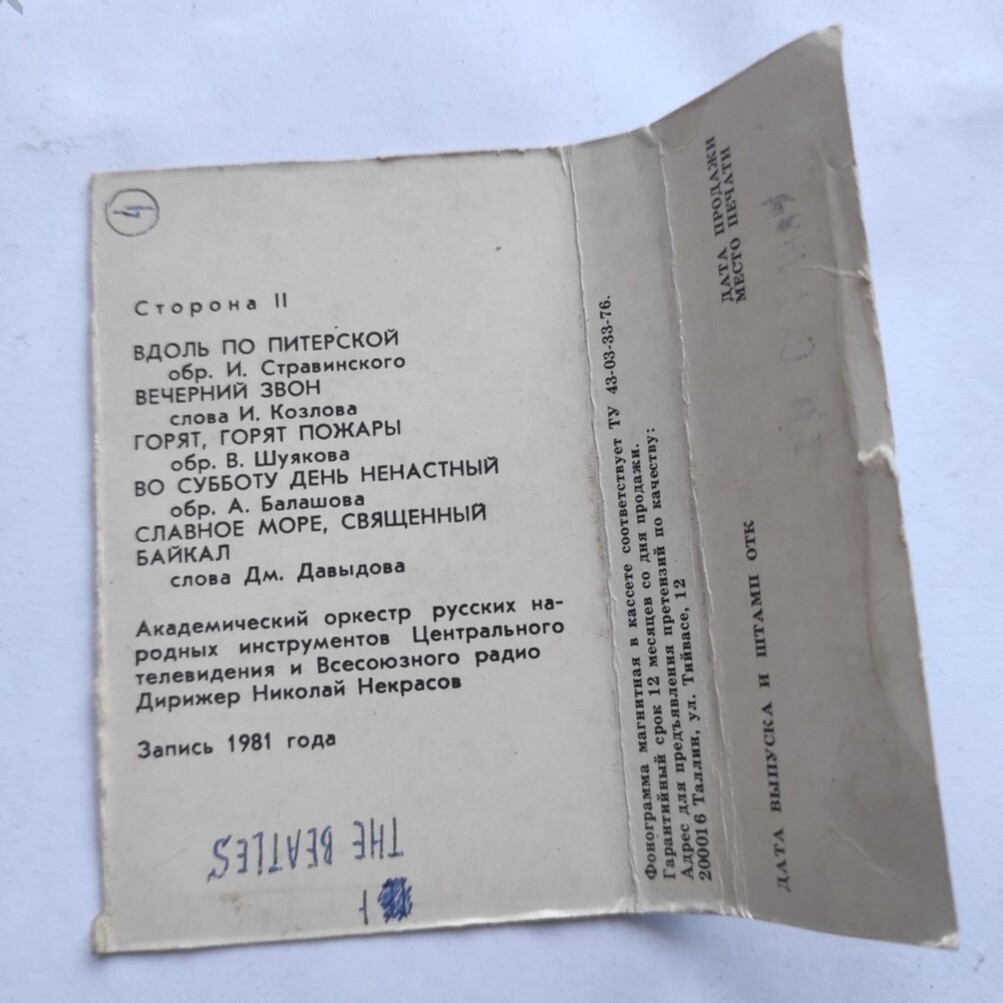 4
Сторона II
ВДОЛЬ ПО ПИТЕРСКОЙ
обр. И. Стравинского
ВЕЧЕРНИЙ ЗВОН
слова И. Козлова
ГОРЯТ, ГОРЯТ ПОЖАРЫ
обр. В. Шуякова
ВО СУББОТУ ДЕНЬ НЕНАСТНЫЙ
обр. А. Балашова
СЛАВНОЕ МОРЕ, СВЯЩЕННЫЙ
БАЙКАЛ
слова Дм. Давыдова
Академический оркестр русских на-
родных инструментов Центрального
телевидения и Всесоюзного радио
Дирижер Николай Некрасов
Запись 1981 года
THE BEATLES
Фонограмма магнитная в кассете соответствует ТУ 43-03-33-76.
Гарантийный срок 12 месяцев со дня продажи.
Адрес для предъявления претензий по качеству:
200016 Таллин, ул. Тийвасе, 12
ДАТА ВЫПУСКА И ШТАМП ОТК
ДАТА ПРОДАЖИ
МЕСТО ПЕЧАТИ